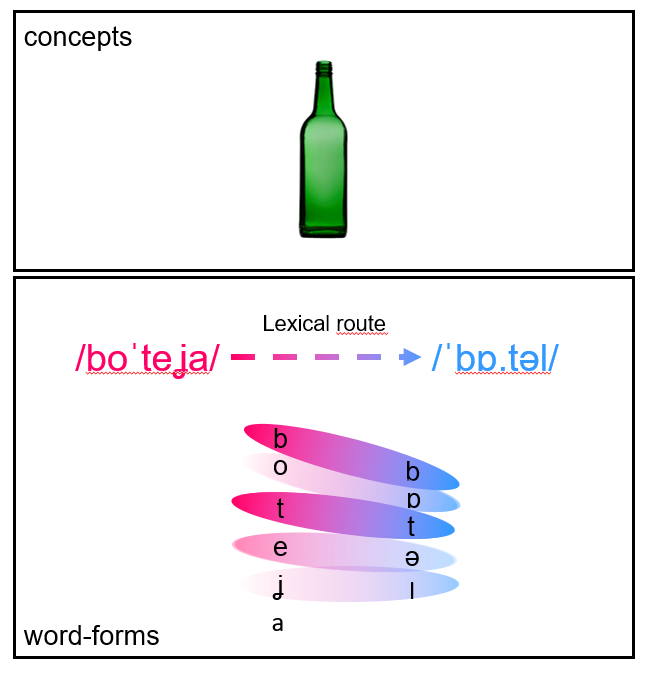 concepts
Lexical route
/boˈteʝa/ /ˈbɒ.təl/
b
o b
ɒ
t t
e ə
ʝ l
a
word-forms